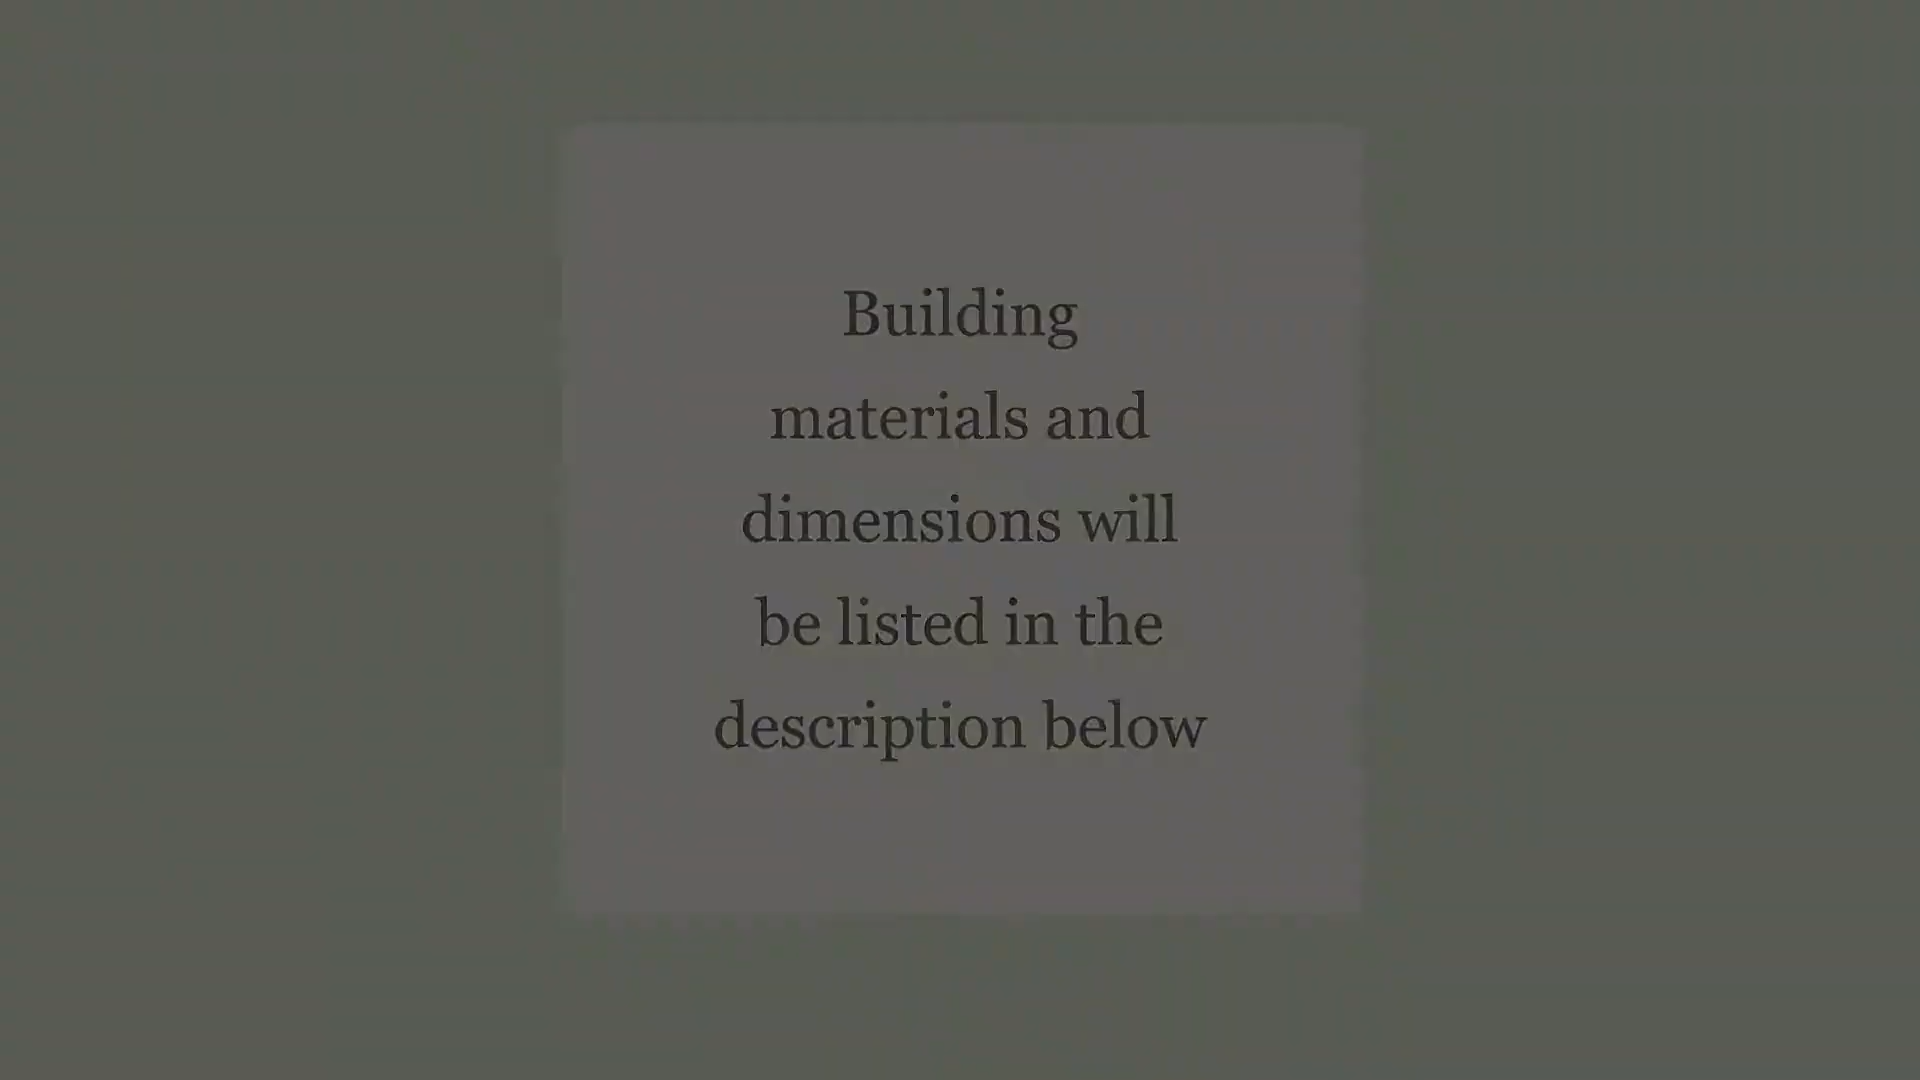 Building
materials and
dimensions will
be listed in the
description below